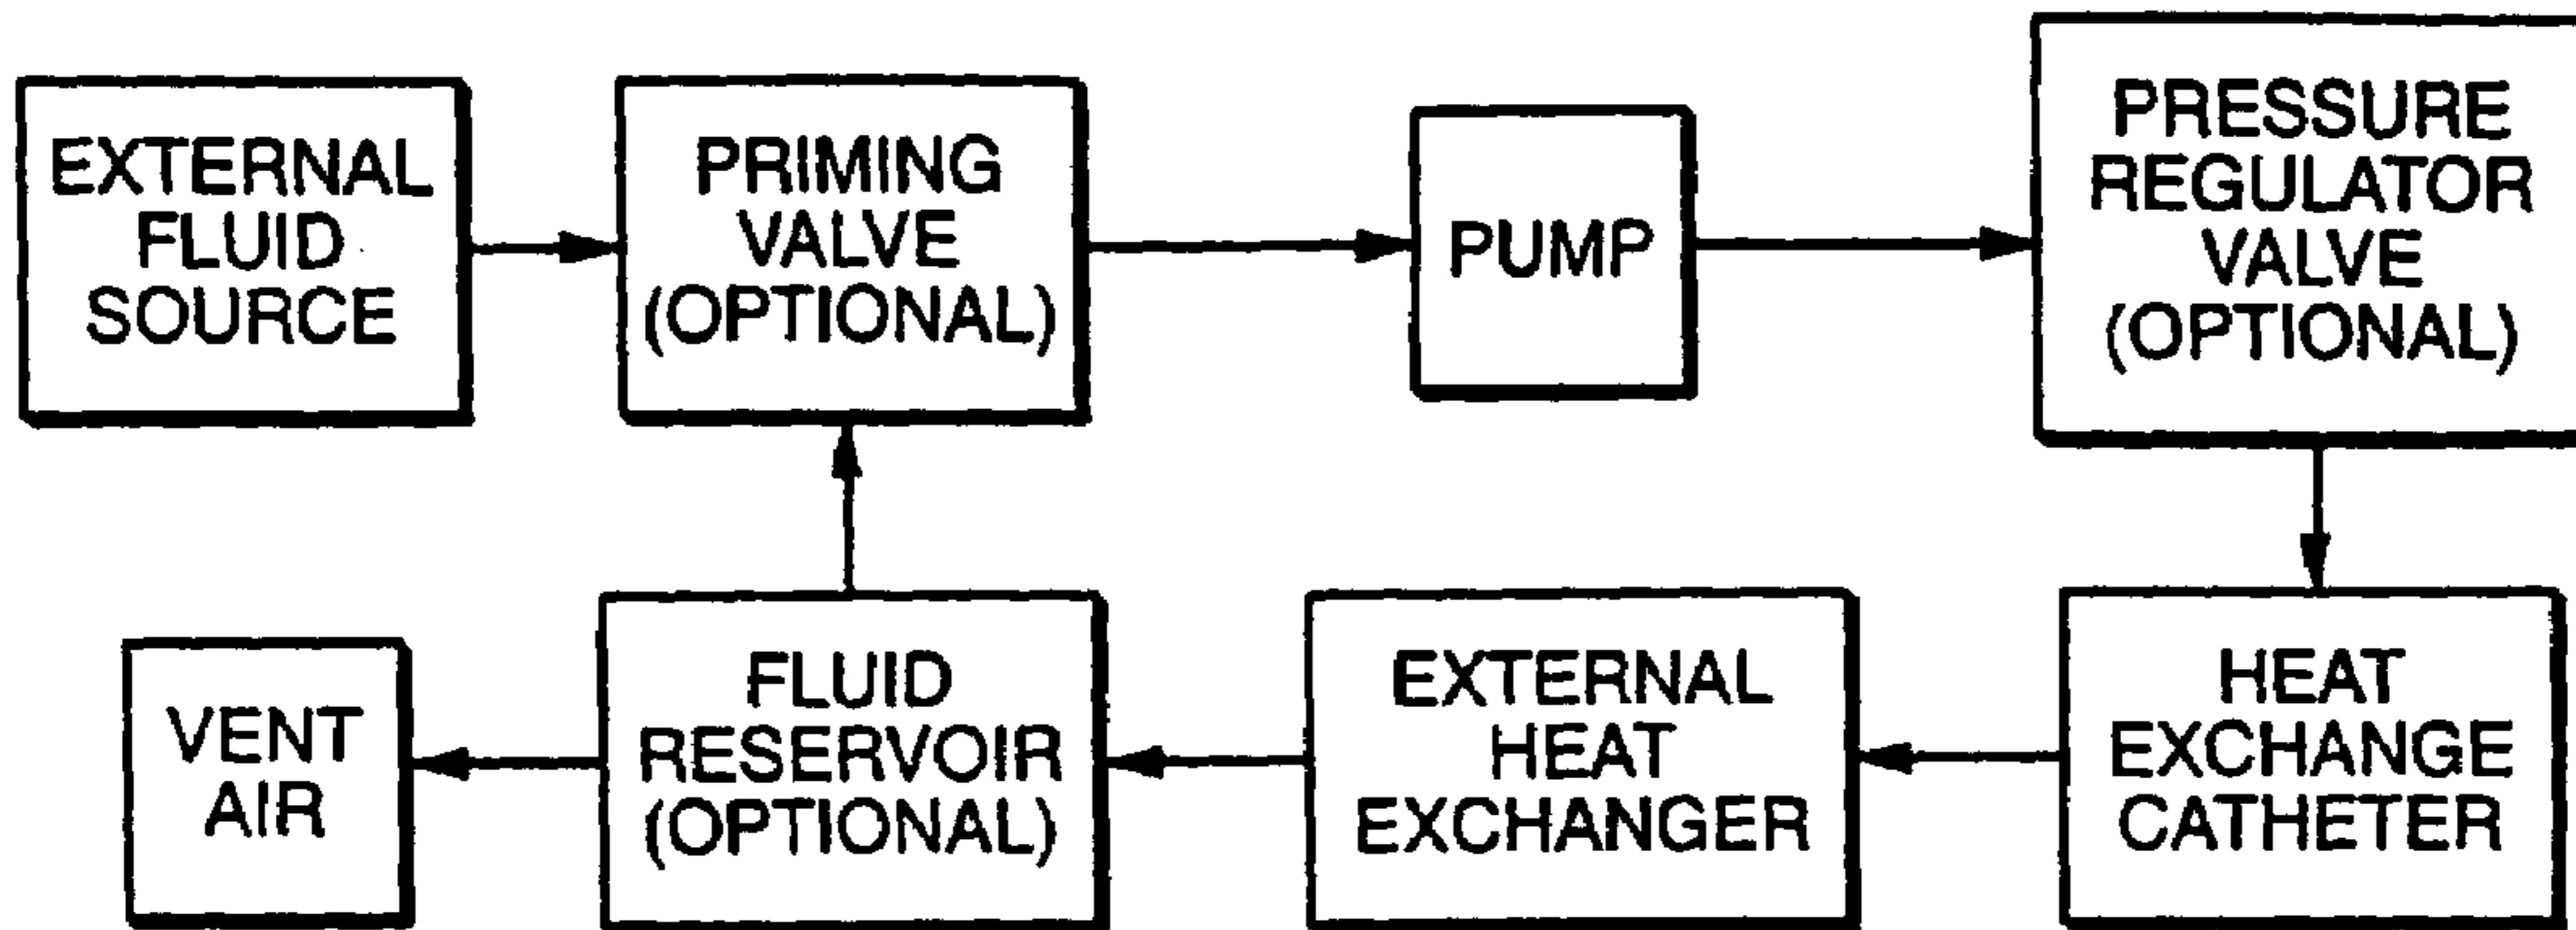 EXTERNAL
FLUID
SOURCE
PRIMING
VALVE
(OPTIONAL)
PUMP
PRESSURE
REGULATOR
VALVE
(OPTIONAL)
VENT
AIR
FLUID
RESERVOIR
(OPTIONAL)
EXTERNAL
HEAT
EXCHANGER
HEAT
EXCHANGE
CATHETER